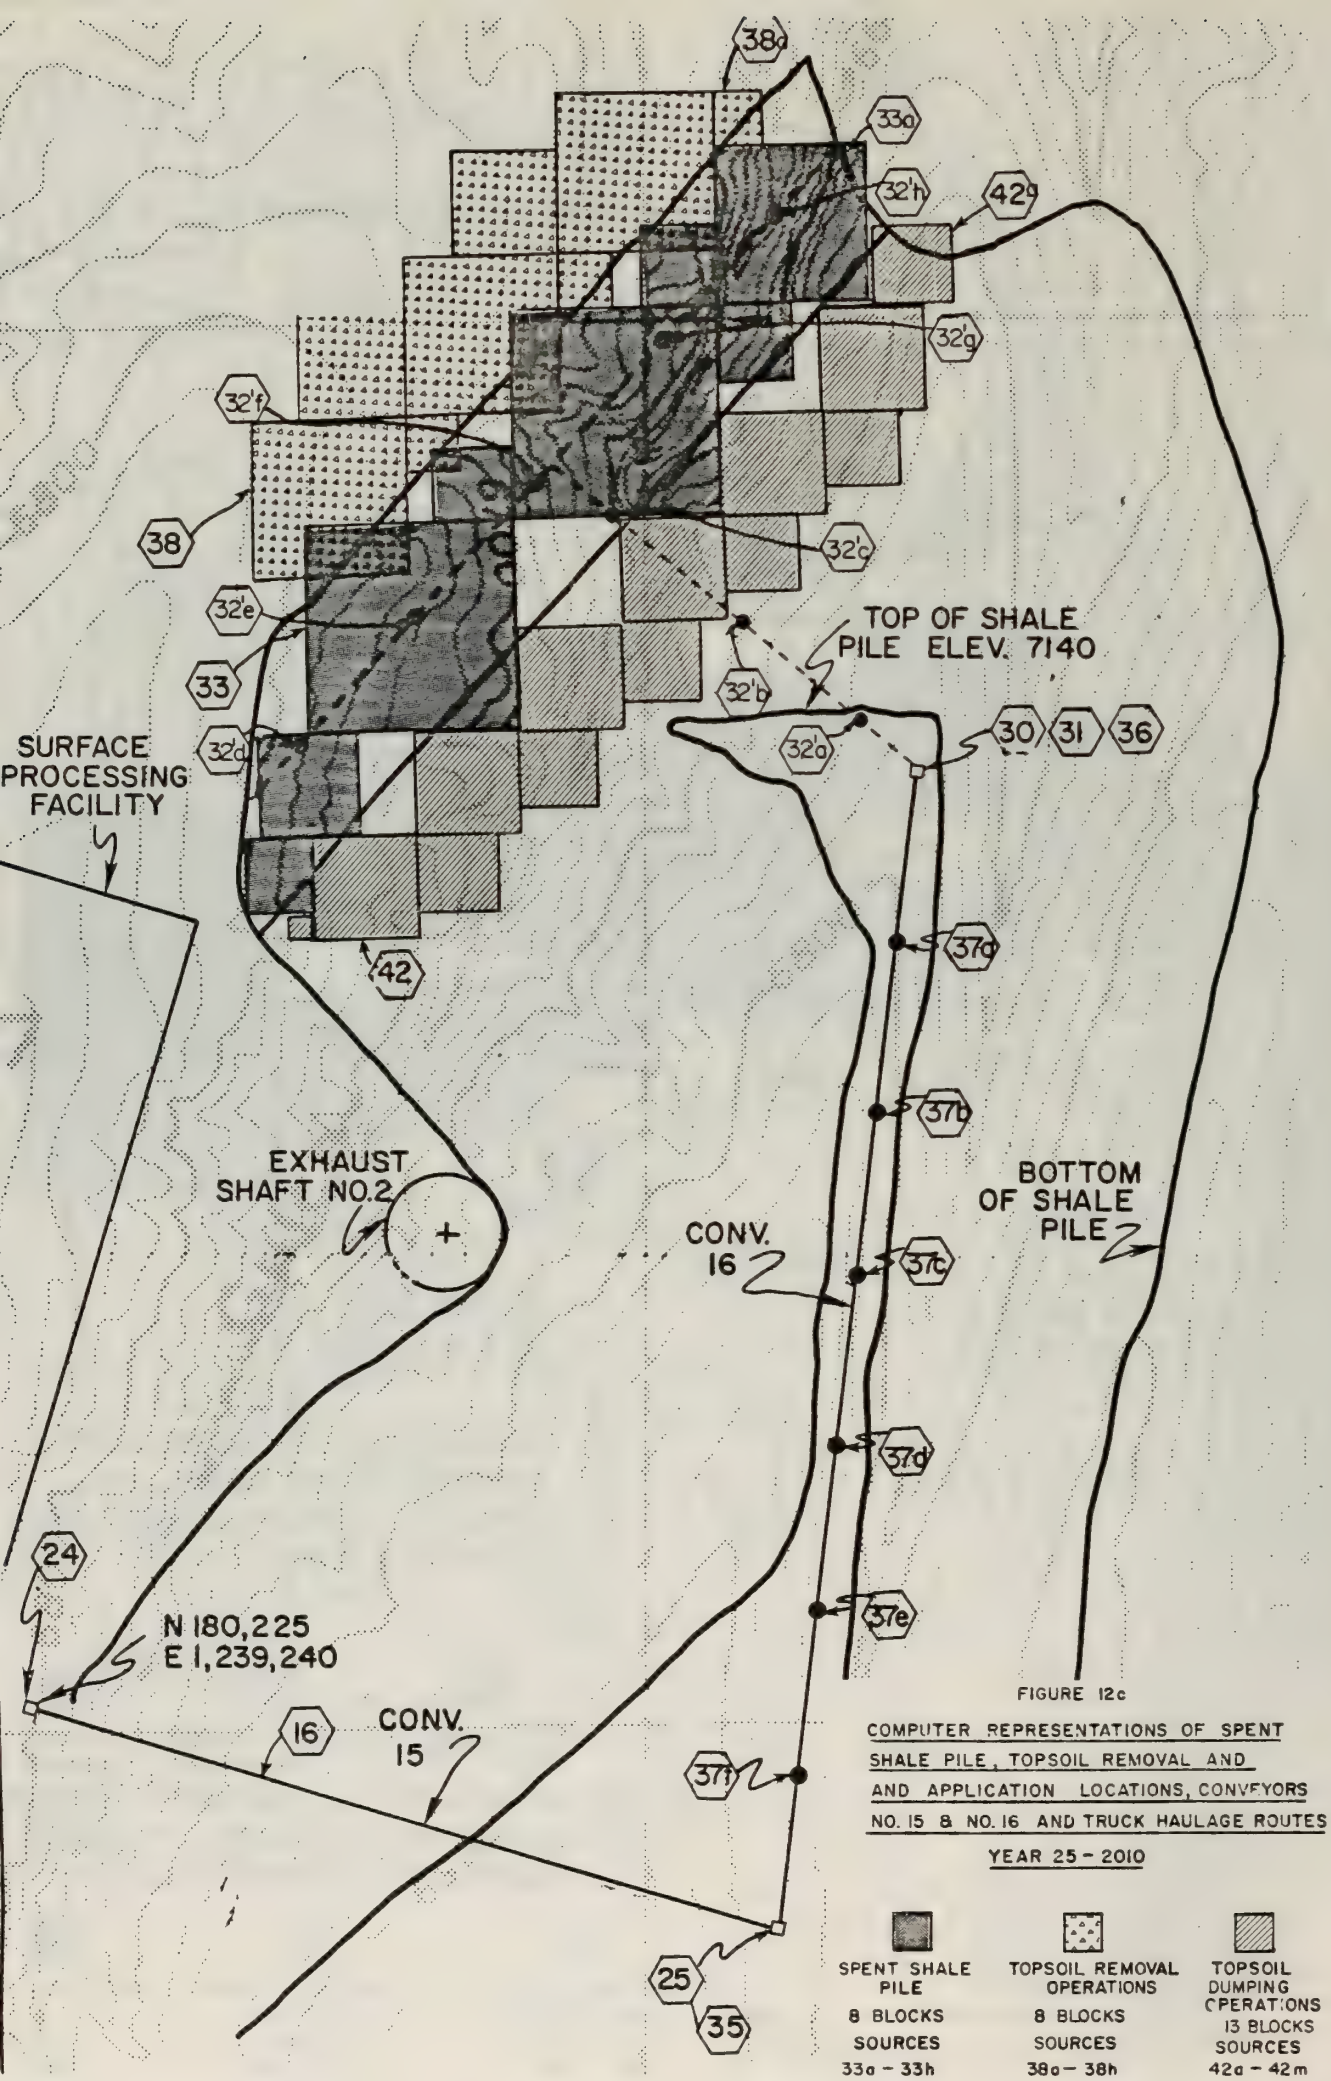 38a
33a
32'h
42a
32'g
32'f
38
32'c
32'e
TOP OF SHALE
PILE ELEV. 7140
33
32'b
32'd
32'a
30 31 36
SURFACE
PROCESSING
FACILITY
37a
42
37b
EXHAUST
SHAFT NO.2
+
BOTTOM
OF SHALE
PILE
CONV.
16
37c
37d
24
37e
N 180,225
E 1,239,240
16
CONV.
15
37f
25
35
FIGURE 12c
COMPUTER REPRESENTATIONS OF SPENT
SHALE PILE, TOPSOIL REMOVAL AND
AND APPLICATION LOCATIONS, CONVEYORS
NO. 15 & NO. 16 AND TRUCK HAULAGE ROUTES
YEAR 25 - 2010
SPENT SHALE
PILE
8 BLOCKS
SOURCES
33a - 33h
TOPSOIL REMOVAL
OPERATIONS
8 BLOCKS
SOURCES
38a - 38h
TOPSOIL
DUMPING
OPERATIONS
13 BLOCKS
SOURCES
42a - 42m